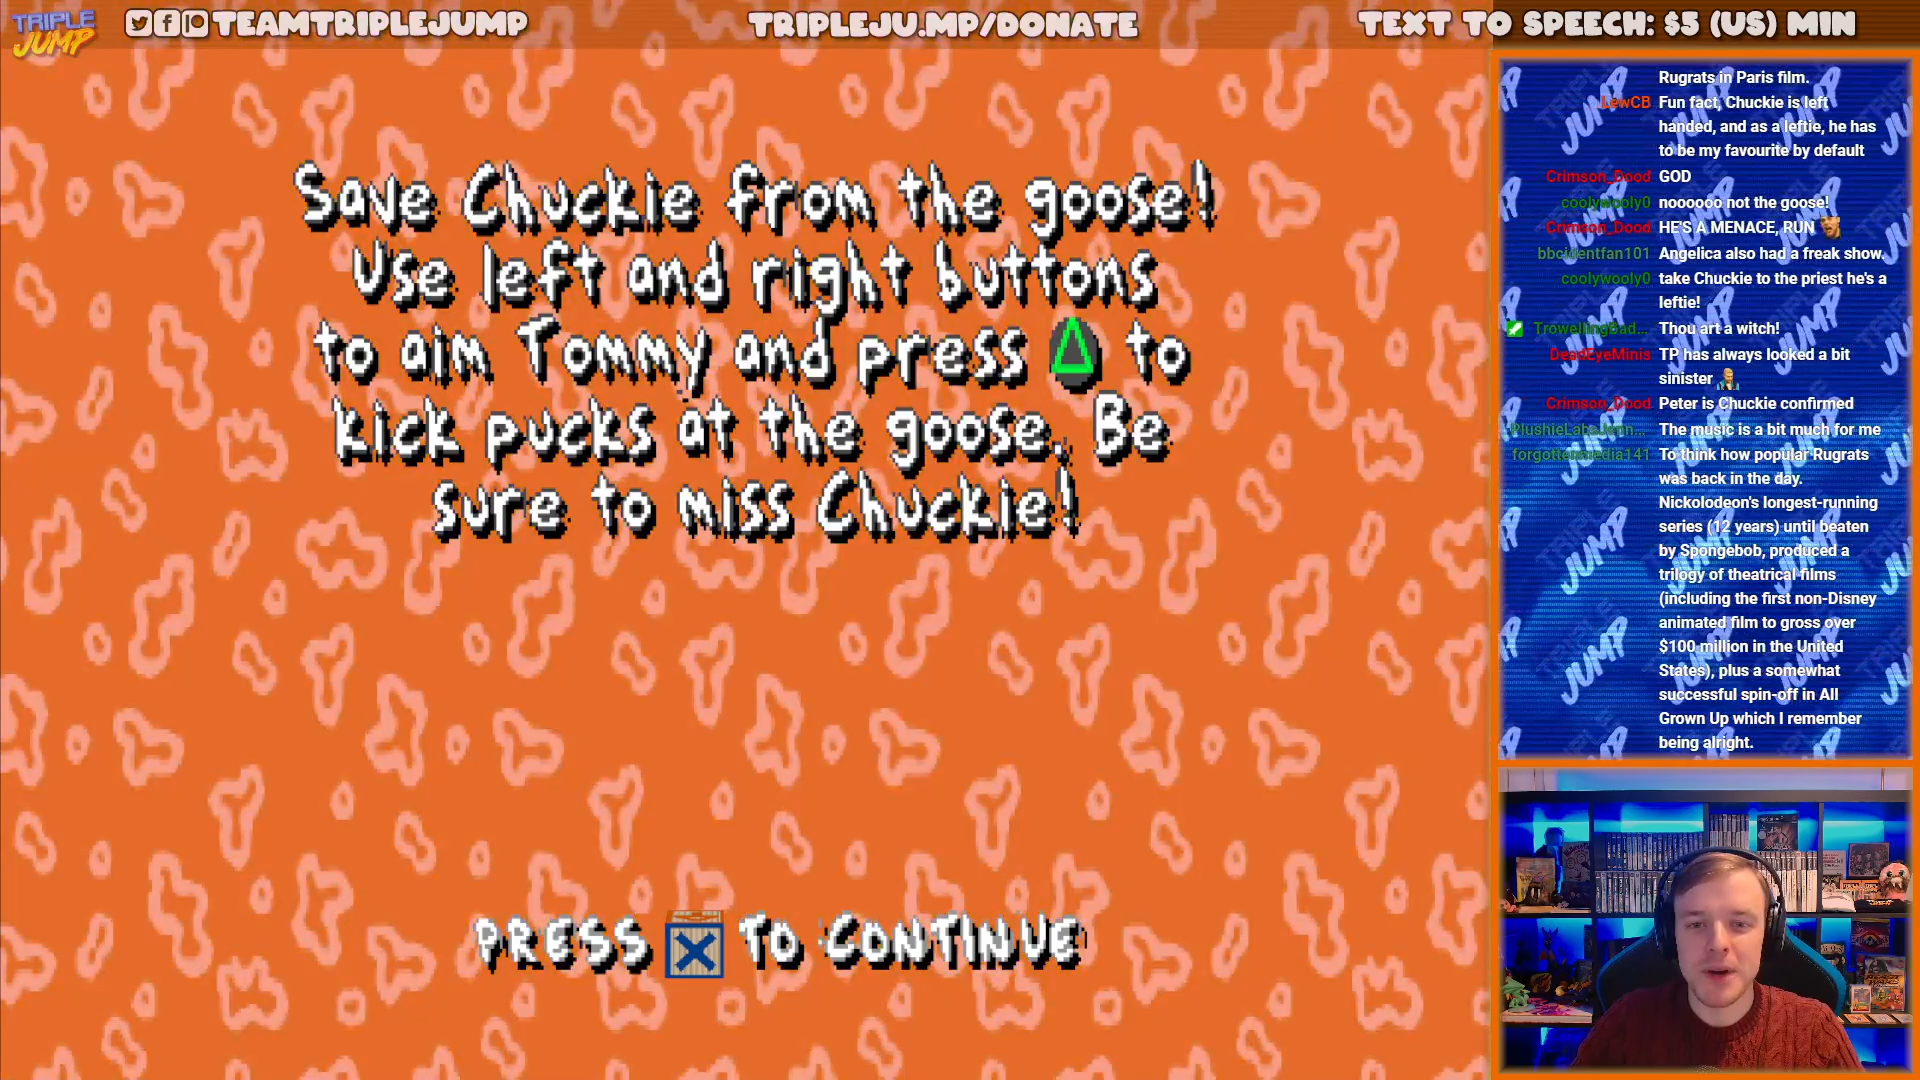 TRIPLE
JUMP
TEAMTRIPLEJUMP
TRIPLEJU.MP/DONATE
TEXT TO SPEECH: $5 (US) MIN
Save Chuckie from the goose!
Use left and right buttons
to aim Tommy and press to
kick pucks at the goose. Be
sure to miss Chuckie!
PRESS X TO CONTINUE
Rugrats in Paris film.
LewCB Fun fact, Chuckie is left
handed, and as a leftie, he has
to be my favourite by default
Crimson_Dood GOD
coolywooly0 noooooo not the goose!
Crimson_Dood HE'S A MENACE, RUN
bbcidentfan101 Angelica also had a freak show.
coolywooly0 take Chuckie to the priest he's a
leftie!
TrowellingBad... Thou art a witch!
DeadEyeMinis TP has always looked a bit
sinister
Crimson_Dood Peter is Chuckie confirmed
The music is a bit much for me
forgottenmedia141 To think how popular Rugrats
was back in the day.
Nickolodeon's longest-running
series (12 years) until beaten
by Spongebob, produced a
trilogy of theatrical films
(including the first non-Disney
animated film to gross over
$100 million in the United
States), plus a somewhat
successful spin-off in All
Grown Up which I remember
being alright.